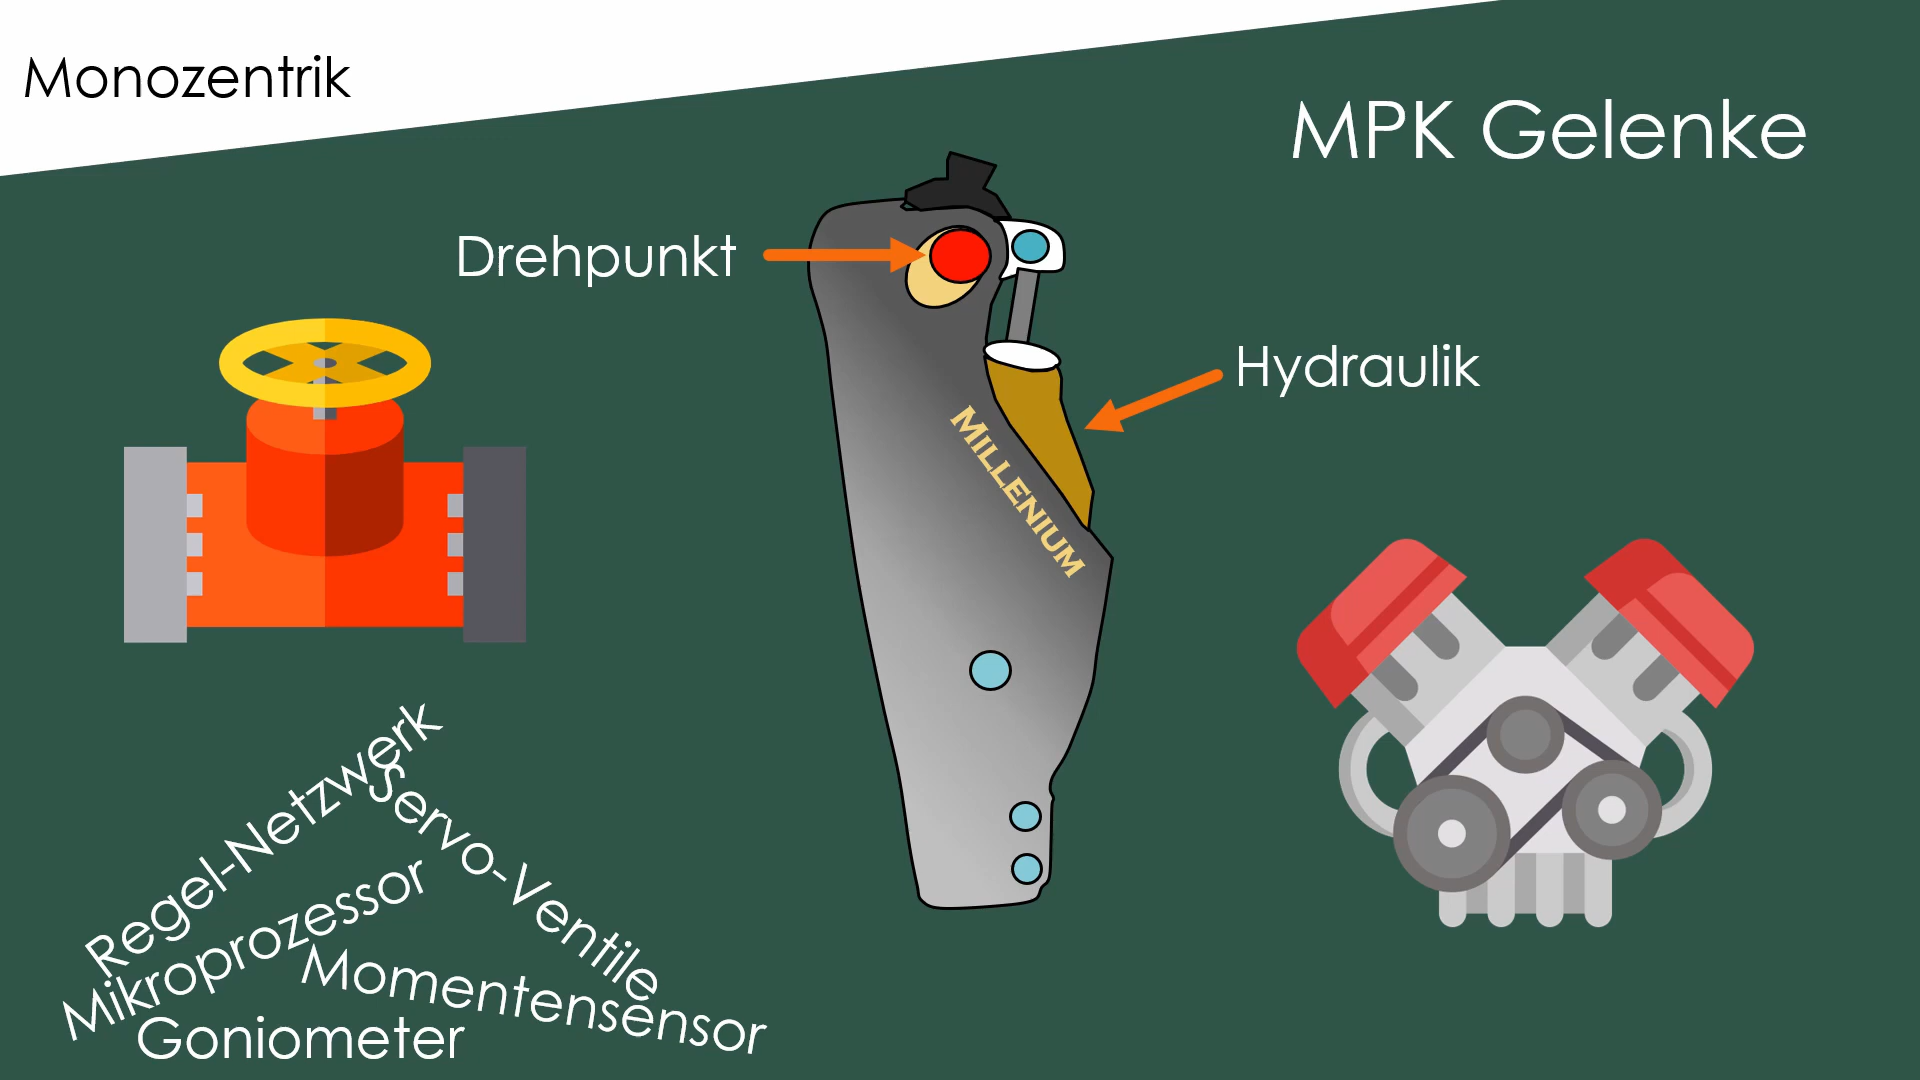 Monozentrik
MPK Gelenke
Drehpunkt
Hydraulik
MILLENIUM
Regel-Netzwerk
Servo-Ventile
Mikroprozessor
Momentensensor
Goniometer